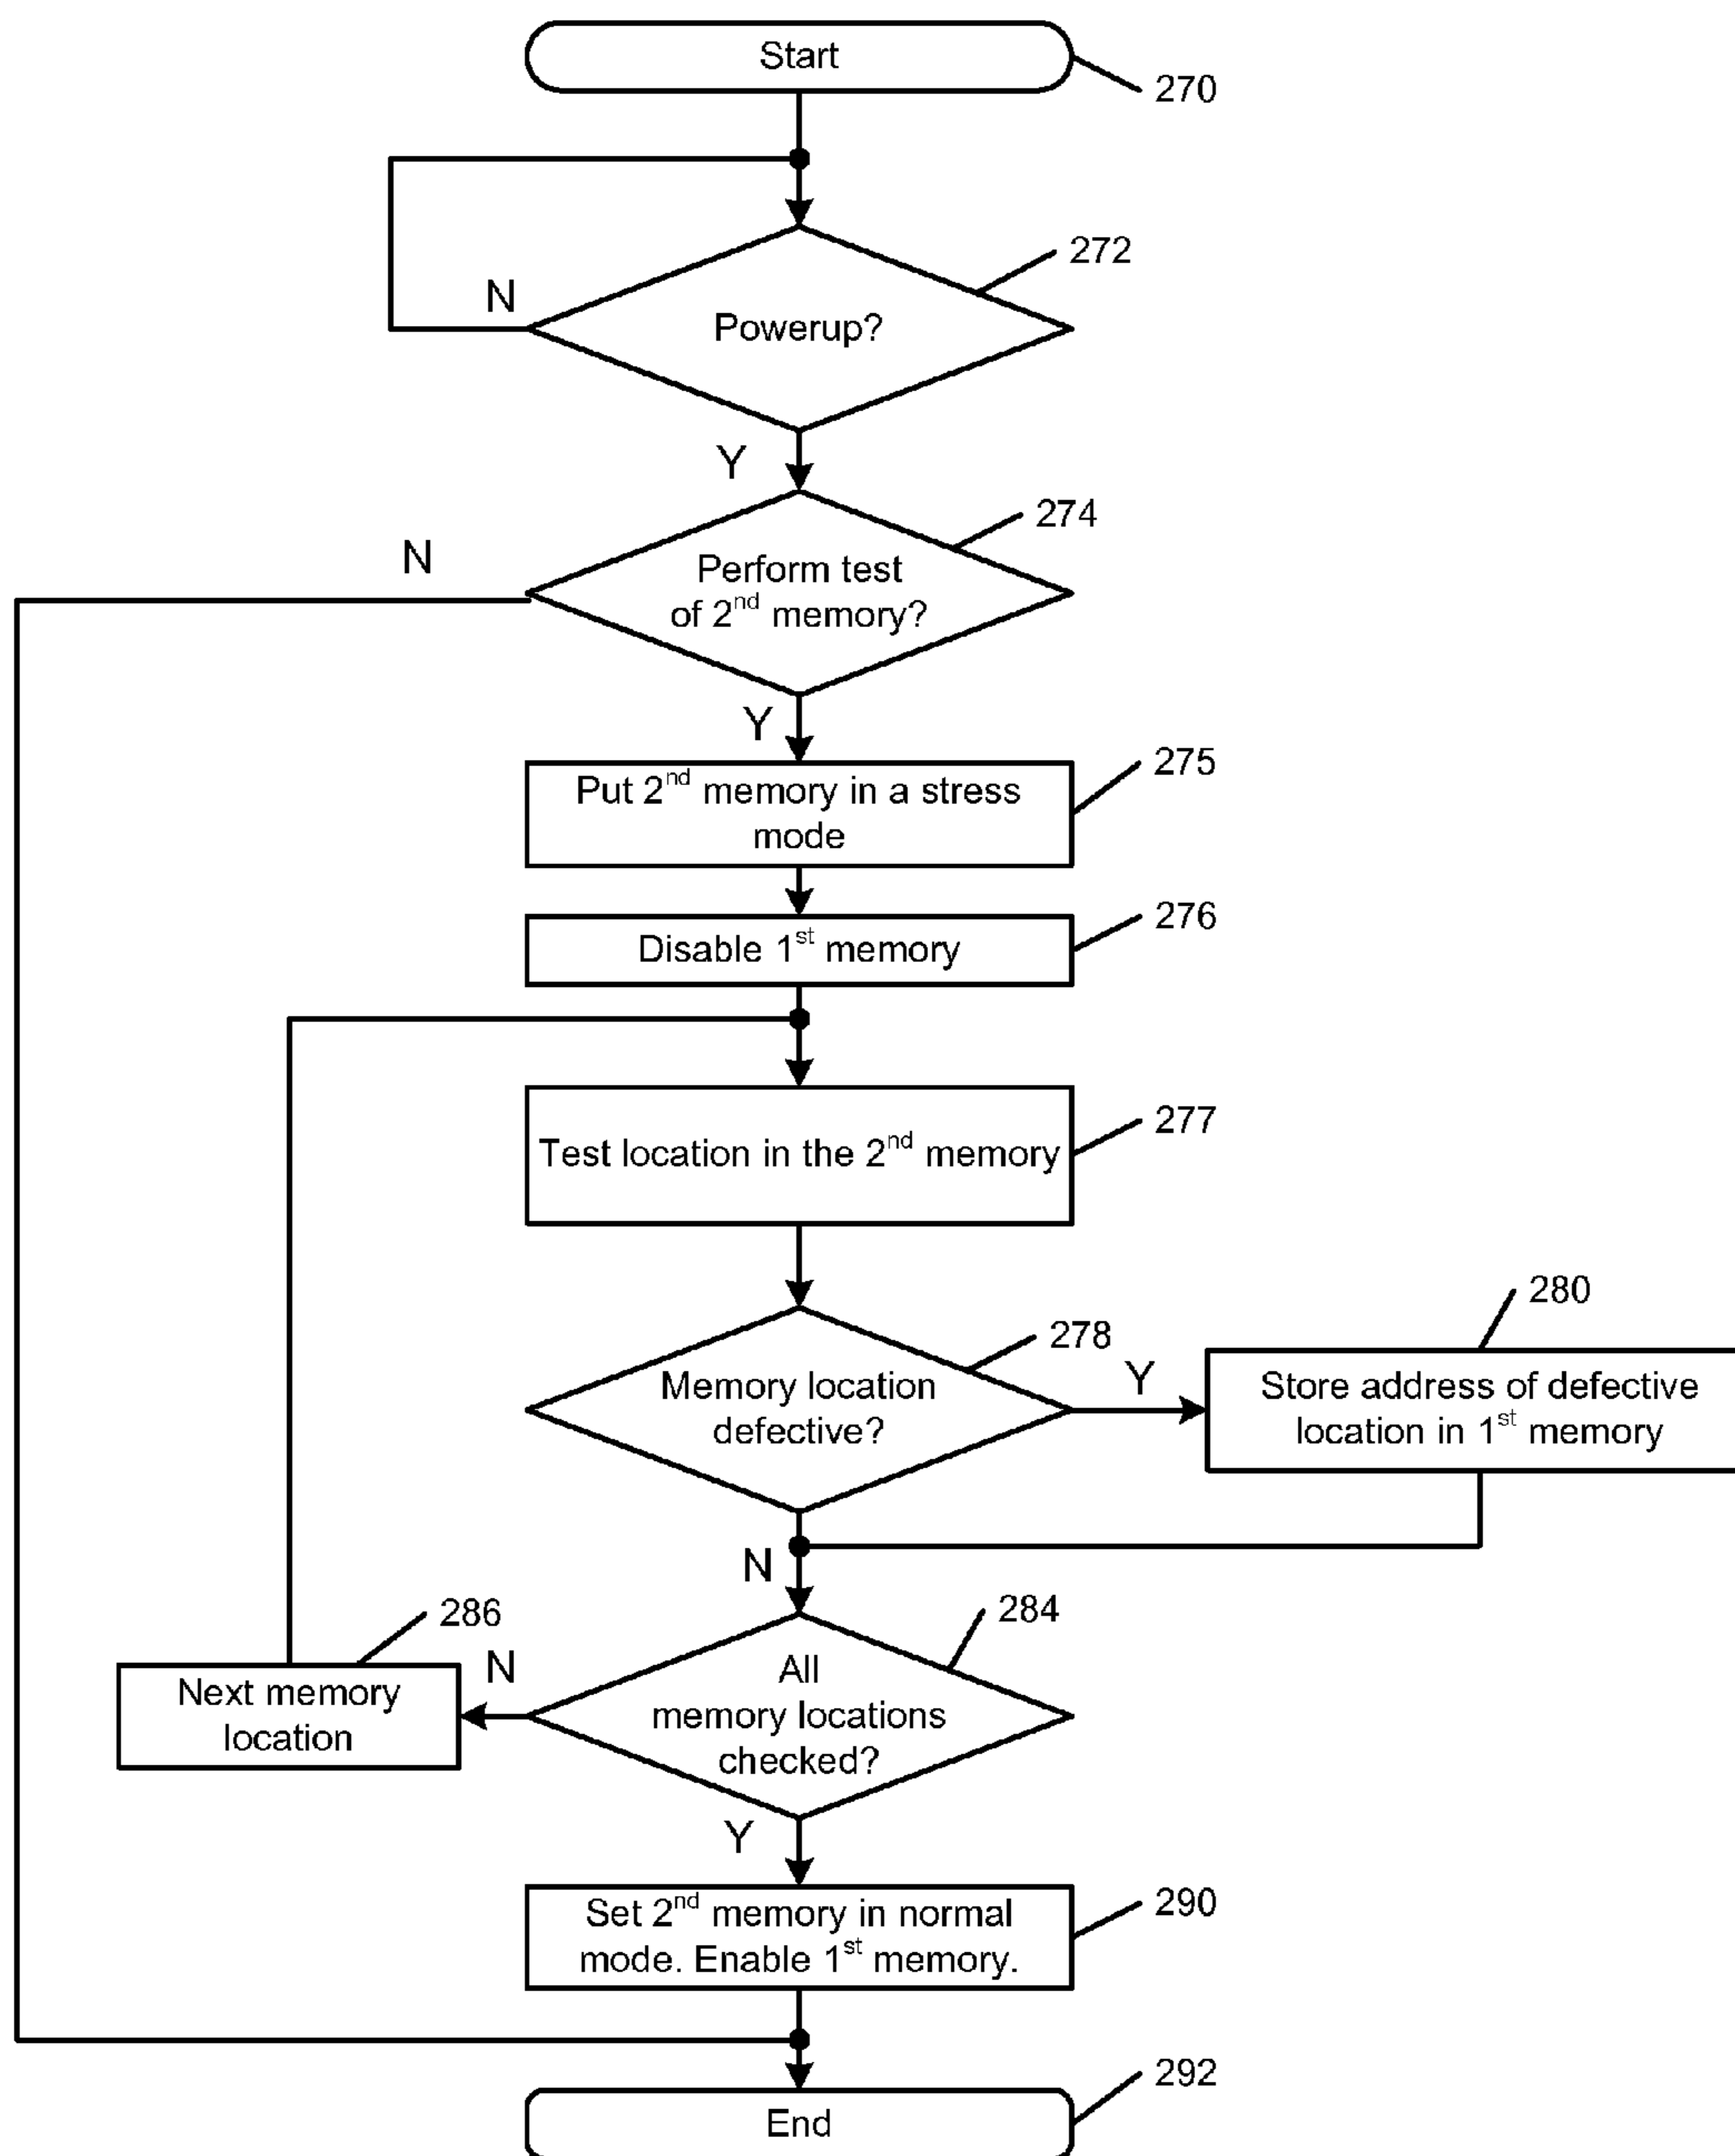 Start
270
272
N
Powerup?
Y
274
N
Perform test
of 2nd memory?
Y
275
Put 2nd memory in a stress
mode
276
Disable 1st memory
277
Test location in the 2nd memory
280
278
Y
Memory location
defective?
Store address of defective
location in 1st memory
N
286
284
N
Next memory
location
All
memory locations
checked?
Y
290
Set 2nd memory in normal
mode. Enable 1st memory.
292
End